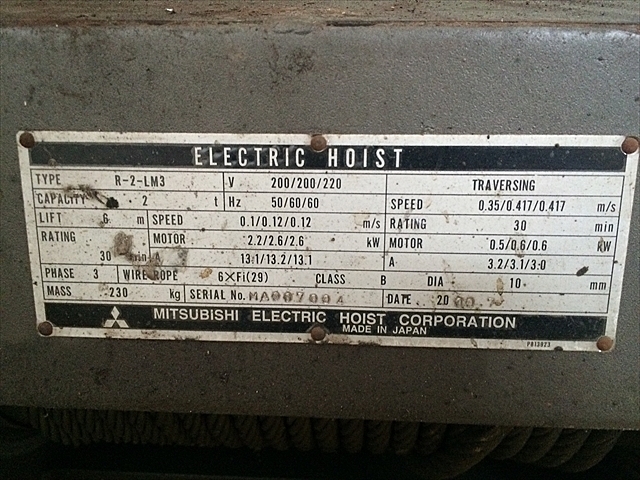 ELECTRIC HOIST
TYPE R-2-LM3 V 200/200/220 TRAVERSING
CAPACITY 2 t Hz 50/60/60 SPEED 0.35/0.417/0.417 m/s
LIFT 6 m SPEED 0.1/0.12/0.12 m/s RATING 30 min
RATING 30 min MOTOR 2.2/2.6/2.6 kW MOTOR 0.5/0.6/0.6 kW
A 13.1/13.2/13.1 A 3.2/3.1/3.0
PHASE 3 WIRE ROPE 6×Fi(29) CLASS B DIA 10 mm
MASS 230 kg SERIAL No. DATE 20
MITSUBISHI ELECTRIC HOIST CORPORATION
MADE IN JAPAN